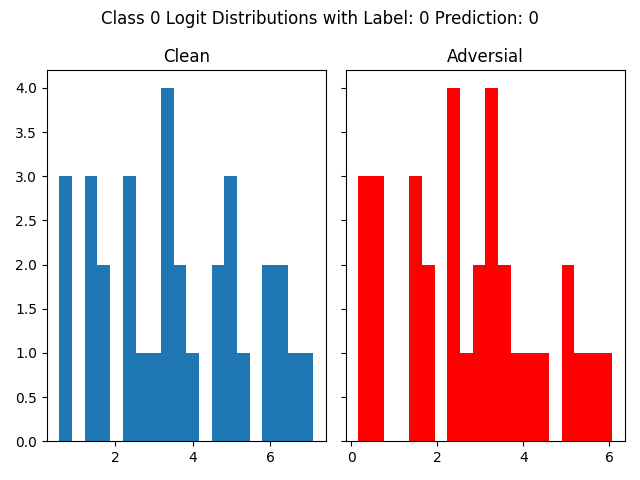 Class 0 Logit Distributions with Label: 0 Prediction: 0
Clean
Adversial
4.0
3.5
3.0
2.5
2.0
1.5
1.0
0.5
0.0
2 4 6
0 2 4 6